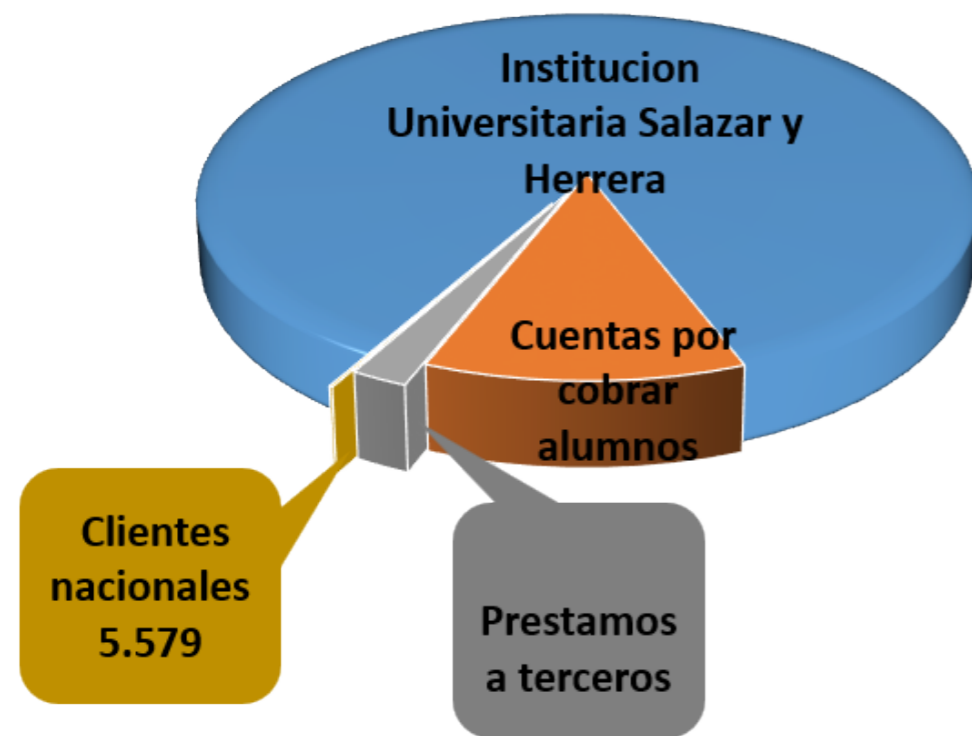 Institucion
Universitaria Salazar y
Herrera
Cuentas por
cobrar
alumnos
Clientes
nacionales
5.579
Prestamos
a terceros